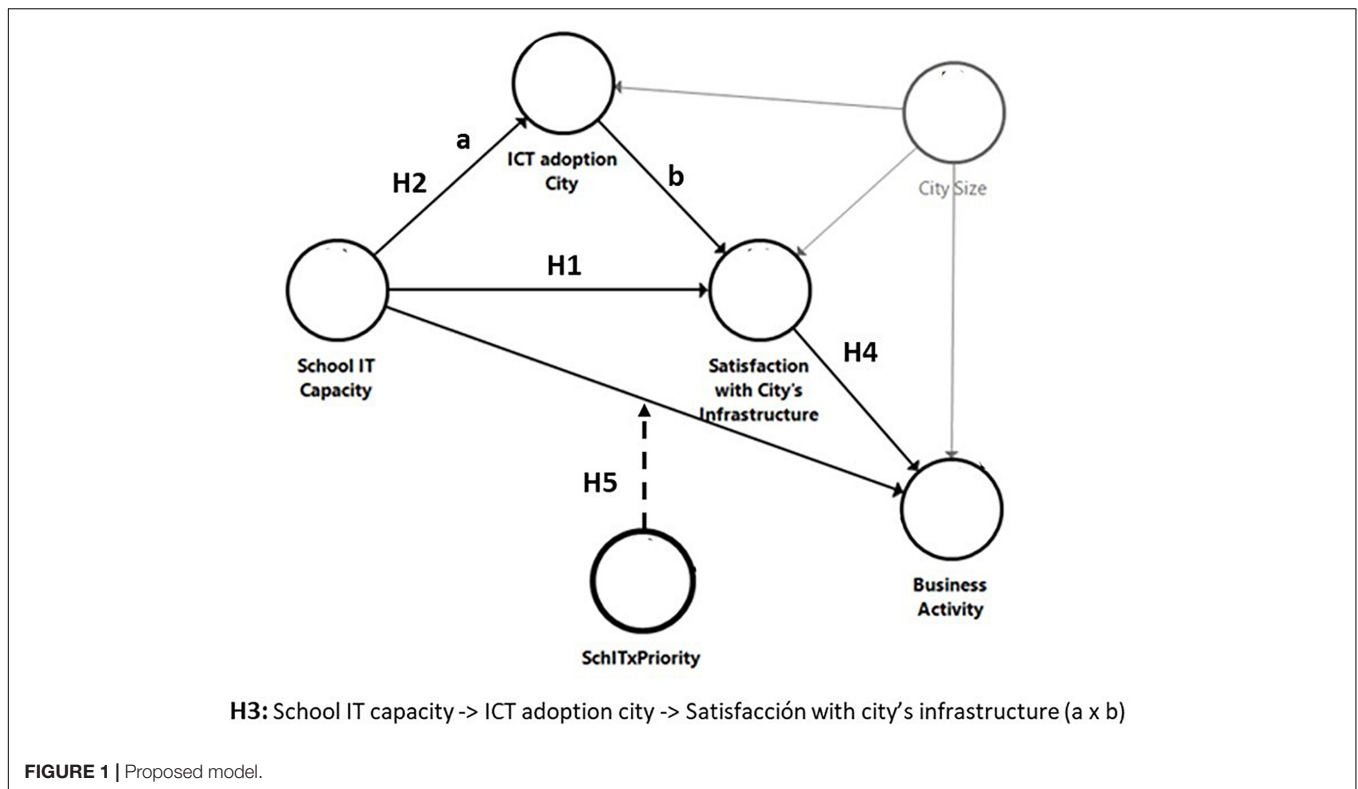 ICT adoption
City
City Size
a
H2
b
H1
School IT
Capacity
Satisfaction
with City's
Infrastructure
H4
H5
SchITxPriority
Business
Activity
H3: School IT capacity -> ICT adoption city -> Satisfacción with city's infrastructure (a x b)
FIGURE 1 | Proposed model.